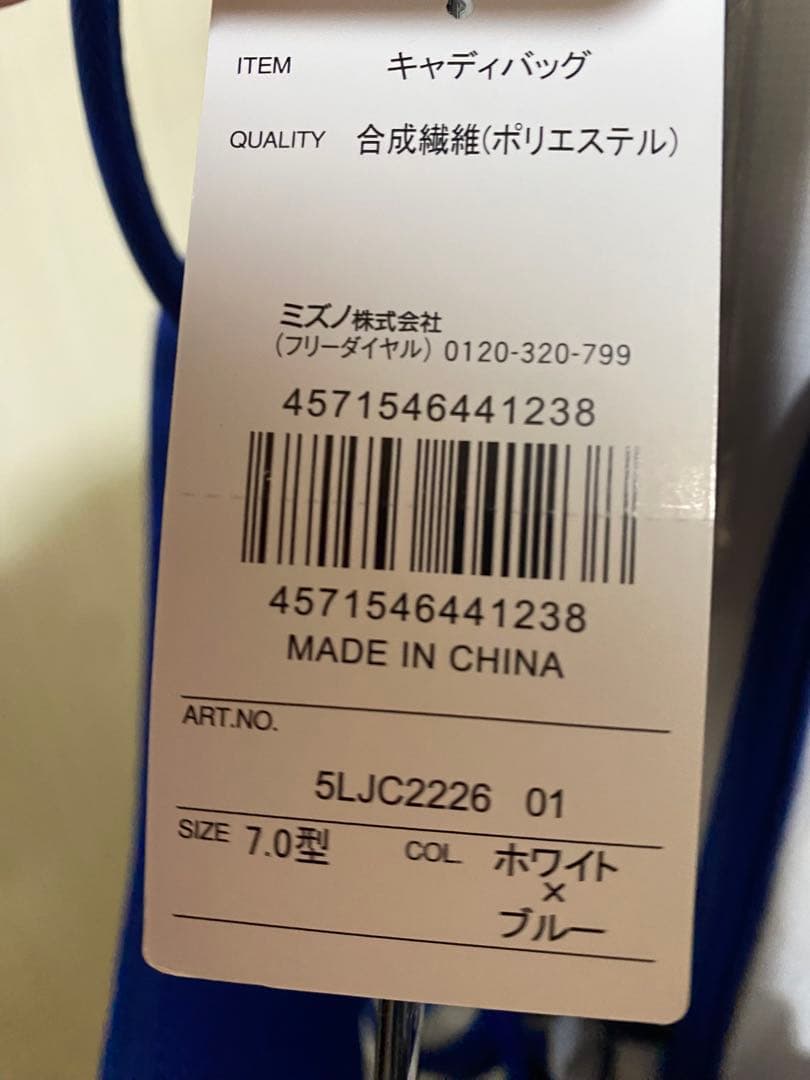 ITEM キャディバッグ
QUALITY 合成繊維(ポリエステル)
ミズノ株式会社
(フリーダイヤル) 0120-320-799
4571546441238
4571546441238
MADE IN CHINA
ART.NO.
5LJC2226 01
SIZE 7.0型 COL. ホワイト
×
ブルー